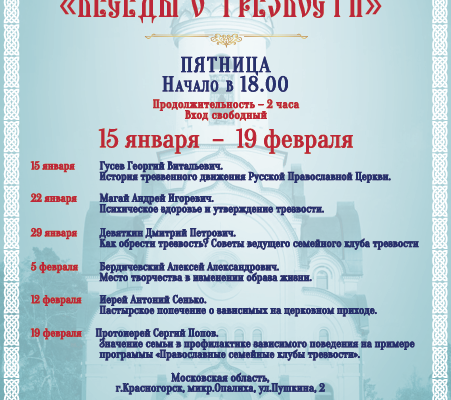 «БЕСЕДЫ О ТРЕЗВОСТИ»
ПЯТНИЦА
Начало в 18.00
Продолжительность – 2 часа
Вход свободный
15 января – 19 февраля
15 января Гусев Георгий Витальевич.
История трезвенного движения Русской Православной Церкви.
22 января Магай Андрей Игоревич.
Психическое здоровье и утверждение трезвости.
29 января Девяткин Дмитрий Петрович.
Как обрести трезвость? Советы ведущего семейного клуба трезвости
5 февраля Бердичевский Алексей Александрович.
Место творчества в изменении образа жизни.
12 февраля Иерей Антоний Сенько.
Пастырское попечение о зависимых на церковном приходе.
19 февраля Протоиерей Сергий Попов.
Значение семьи в профилактике зависимого поведения на примере
программы «Православные семейные клубы трезвости».
Московская область,
г.Красногорск, микр.Опалиха, ул.Пушкина, 2